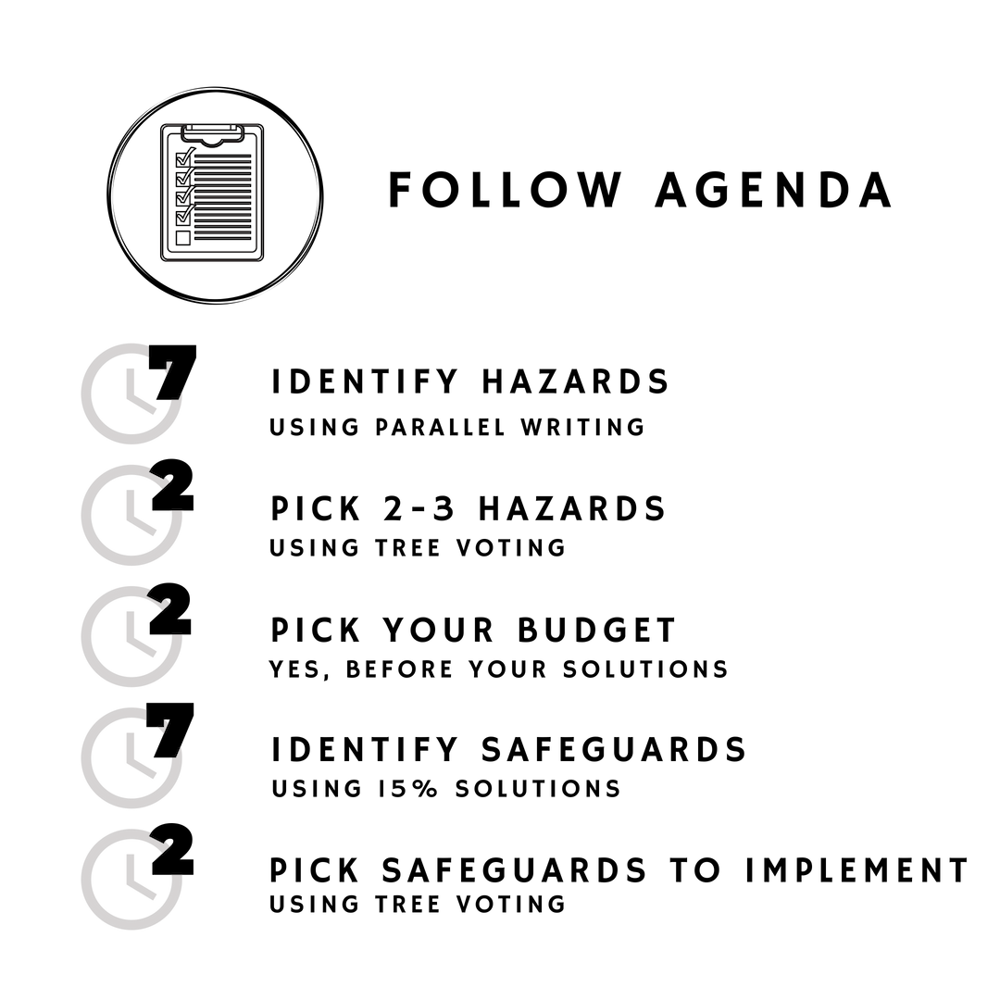 FOLLOW AGENDA
7
IDENTIFY HAZARDS
USING PARALLEL WRITING
2
PICK 2-3 HAZARDS
USING TREE VOTING
2
PICK YOUR BUDGET
YES, BEFORE YOUR SOLUTIONS
7
IDENTIFY SAFEGUARDS
USING 15% SOLUTIONS
2
PICK SAFEGUARDS TO IMPLEMENT
USING TREE VOTING